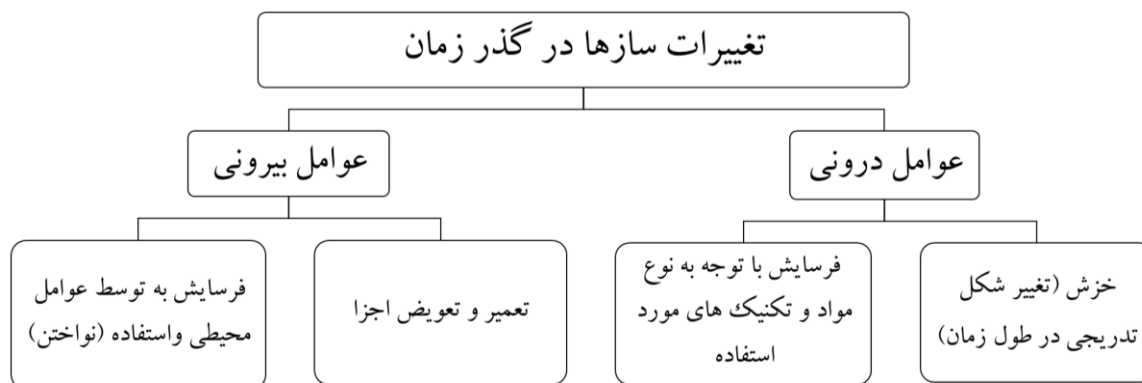 تغییرات سازها در گذر زمان
عوامل درونی
عوامل بیرونی
خزش (تغییر شکل
تدریجی در طول زمان)
فرسایش با توجه به نوع
مواد و تکنیک های مورد
استفاده
تعمیر و تعویض اجزا
فرسایش به توسط عوامل
محیطی واستفاده (نواختن)